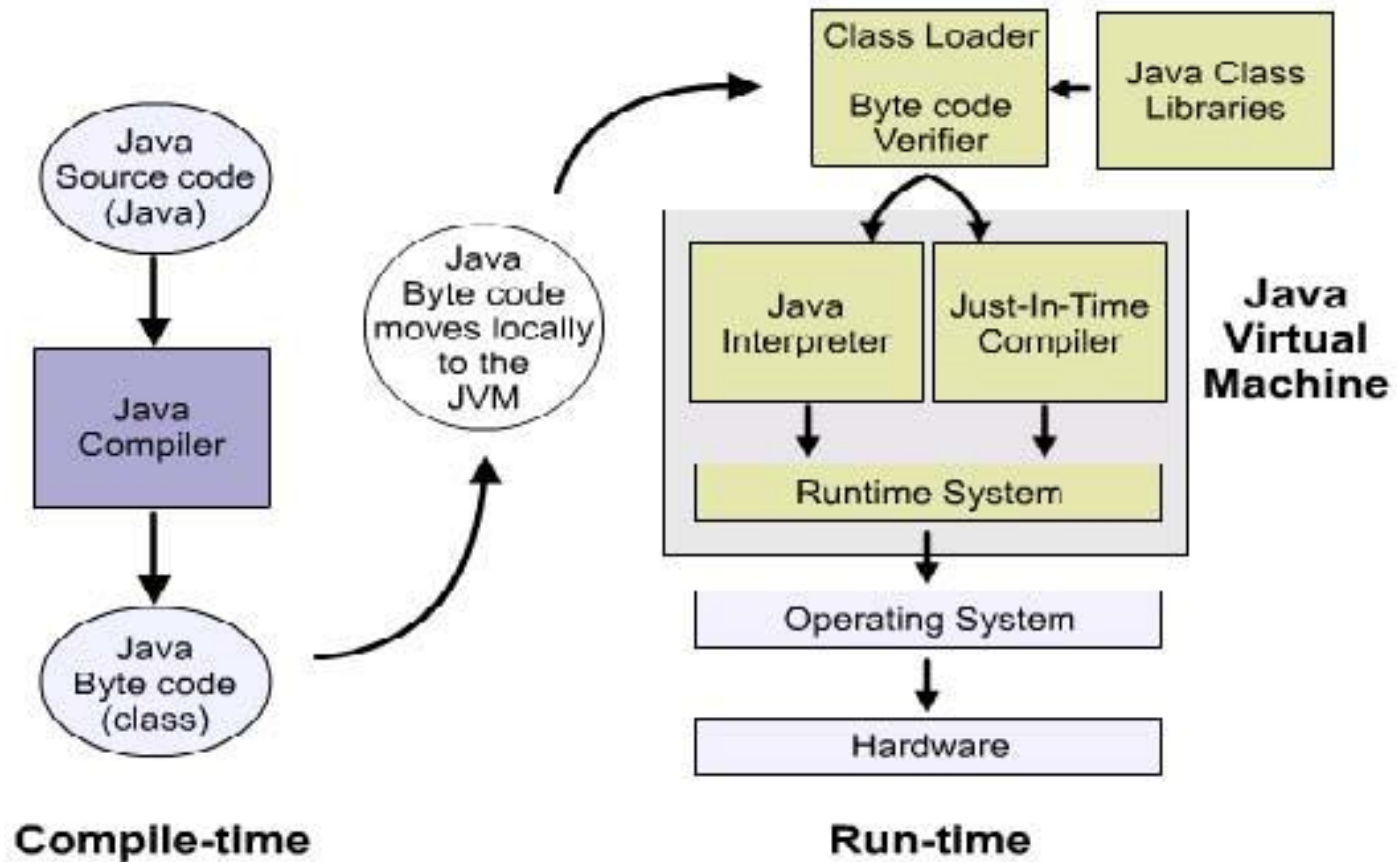 Java
Source code
(Java)
Java
Compiler
Java
Byte code
(class)
Compile-time
Java
Byte code
moves locally
to the
JVM
Class Loader
Byte code
Verifier
Java Class
Libraries
Java
Interpreter
Just-In-Time
Compiler
Runtime System
Java
Virtual
Machine
Operating System
Hardware
Run-time